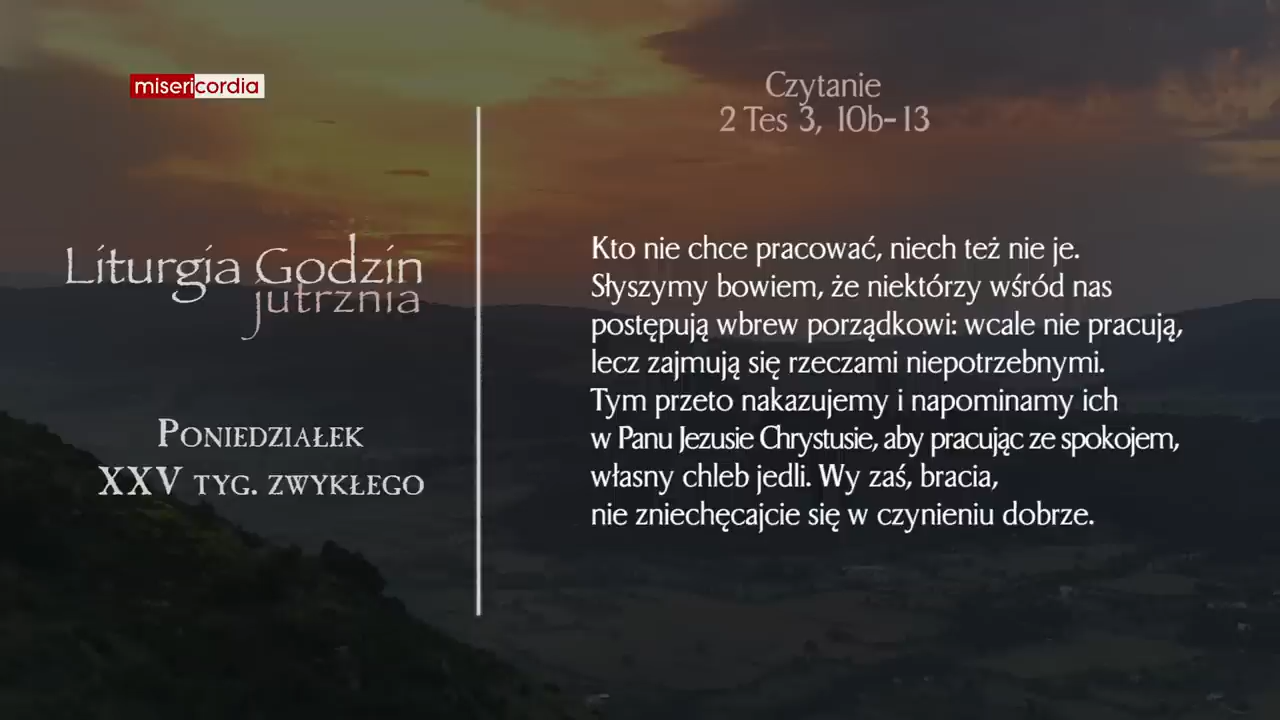 misericordia
Liturgia Godzin
jutrznia
Poniedziałek
XXV tyg. zwykłego
Czytanie
2 Tes 3, 10b-13
Kto nie chce pracować, niech też nie je.
Słyszymy bowiem, że niektórzy wśród nas
postępują wbrew porządkowi: wcale nie pracują,
lecz zajmują się rzeczami niepotrzebnymi.
Tym przeto nakazujemy i napominamy ich
w Panu Jezusie Chrystusie, aby pracując ze spokojem,
własny chleb jedli. Wy zaś, bracia,
nie zniechęcajcie się w czynieniu dobrze.